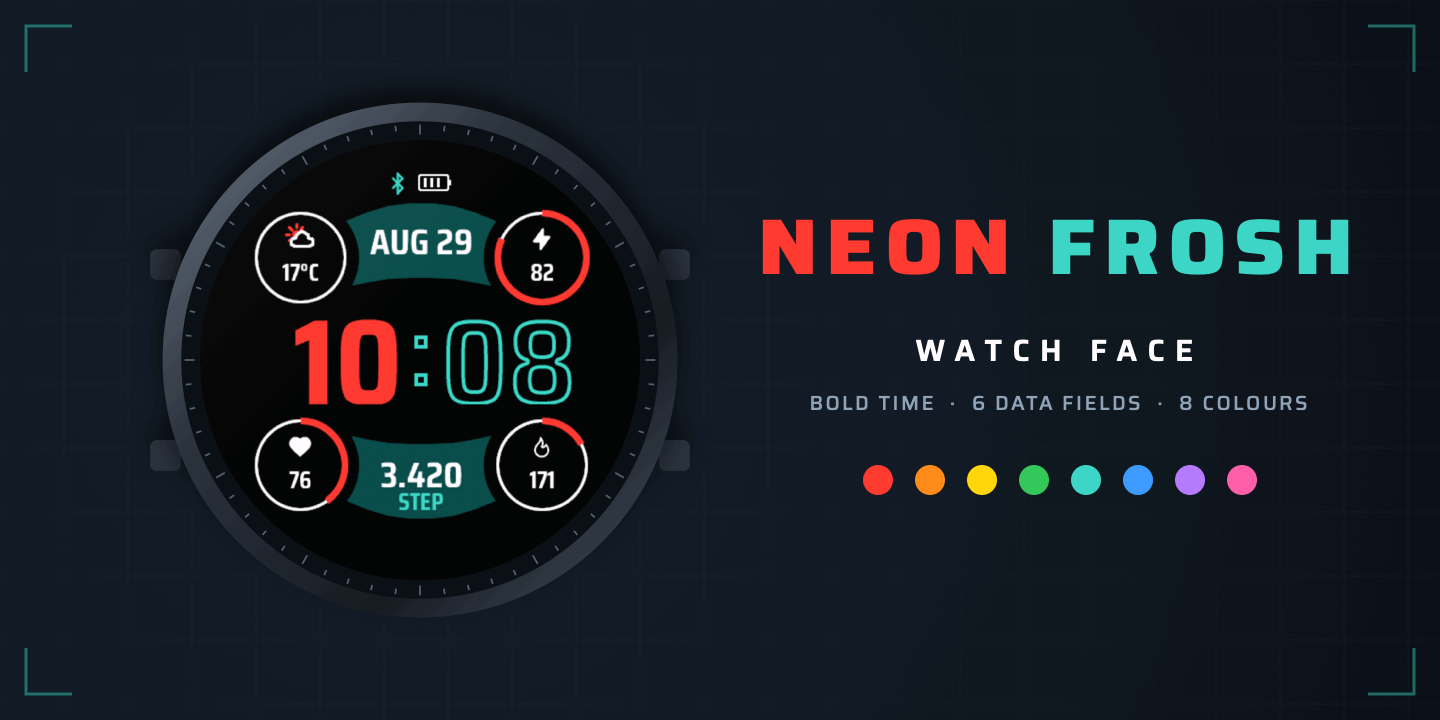 AUG 29
17°C
82
10:08
76
3.420
STEP
171
NEON FROSH
WATCH FACE
BOLD TIME · 6 DATA FIELDS · 8 COLOURS